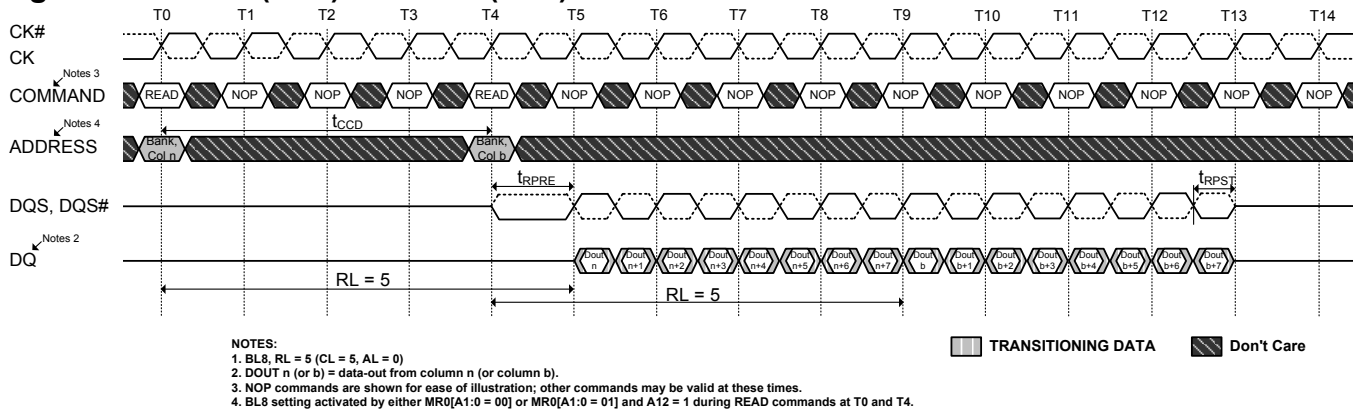 T0 T1 T2 T3 T4 T5 T6 T7 T8 T9 T10 T11 T12 T13 T14
CK#
CK
Notes 3
COMMAND READ NOP NOP NOP READ NOP NOP NOP NOP NOP NOP NOP NOP NOP NOP
tCCD
Notes 4
ADDRESS Bank, Col n Bank, Col b
tRPRE tRPST
DQS, DQS#
Notes 2
DQ Dout n Dout n+1 Dout n+2 Dout n+3 Dout n+4 Dout n+5 Dout n+6 Dout n+7 Dout b Dout b+1 Dout b+2 Dout b+3 Dout b+4 Dout b+5 Dout b+6 Dout b+7
RL = 5 RL = 5
TRANSITIONING DATA Don't Care
NOTES:
1. BL8, RL = 5 (CL = 5, AL = 0)
2. DOUT n (or b) = data-out from column n (or column b).
3. NOP commands are shown for ease of illustration; other commands may be valid at these times.
4. BL8 setting activated by either MR0[A1:0 = 00] or MR0[A1:0 = 01] and A12 = 1 during READ commands at T0 and T4.